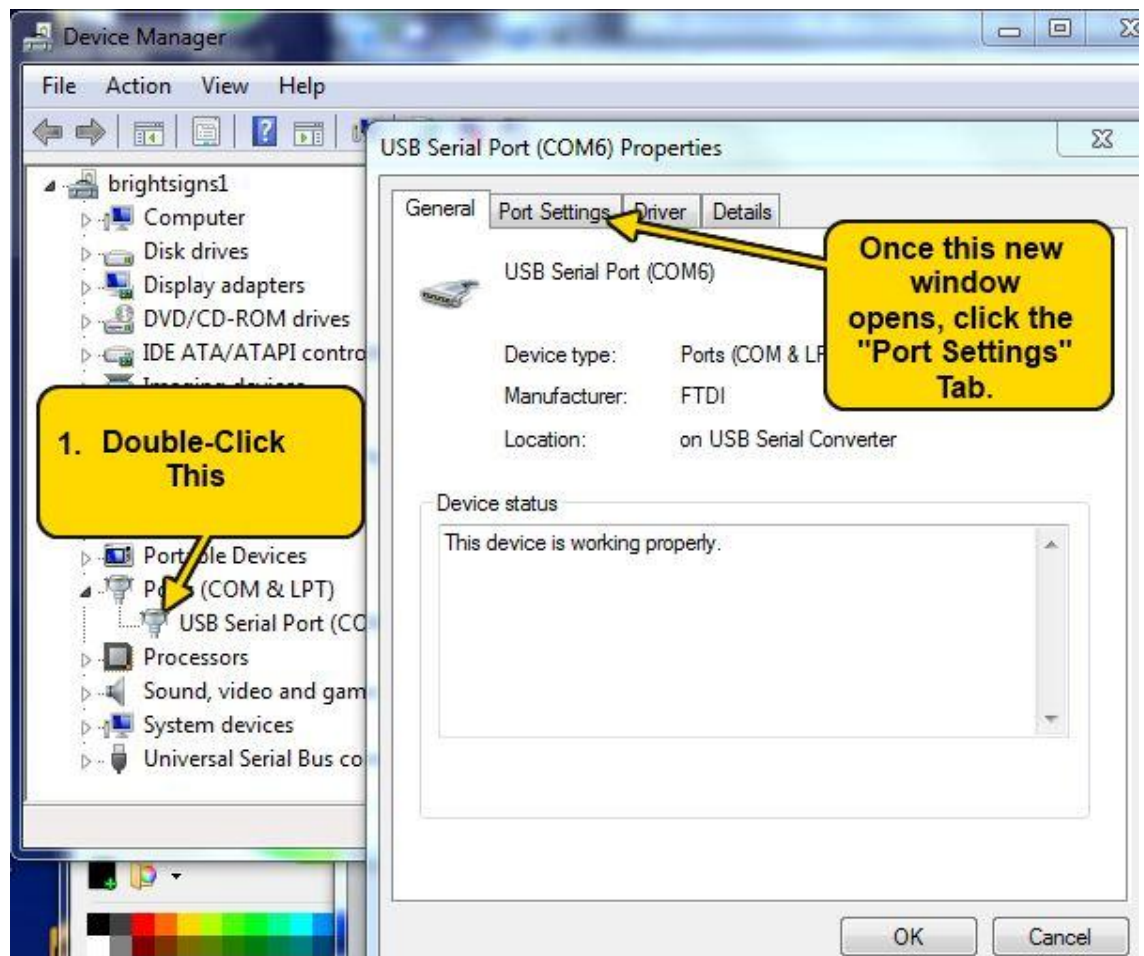 Device Manager
File Action View Help
brightsigns1
Computer
Disk drives
Display adapters
DVD/CD-ROM drives
IDE ATA/ATAPI contro
Imaging devices
1. Double-Click
This
Portable Devices
Ports (COM & LPT)
USB Serial Port (CO
Processors
Sound, video and gam
System devices
Universal Serial Bus co
USB Serial Port (COM6) Properties
General Port Settings Driver Details
USB Serial Port (COM6)
Device type: Ports (COM & LP
Manufacturer: FTDI
Location: on USB Serial Converter
Once this new
window
opens, click the
"Port Settings"
Tab.
Device status
This device is working properly.
OK Cancel